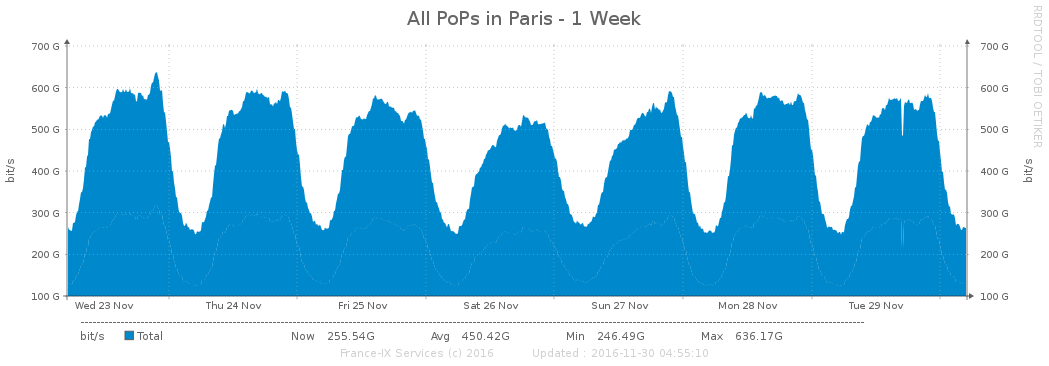 All PoPs in Paris - 1 Week
RRDTOOL / TOBI OETIKER
700 G 700 G
600 G 600 G
500 G 500 G
400 G 400 G
300 G 300 G
200 G 200 G
100 G 100 G
bit/s bit/s
Wed 23 Nov Thu 24 Nov Fri 25 Nov Sat 26 Nov Sun 27 Nov Mon 28 Nov Tue 29 Nov
bit/s Total Now 255.54G Avg 450.42G Min 246.49G Max 636.17G
France-IX Services (c) 2016 Updated : 2016-11-30 04:55:10